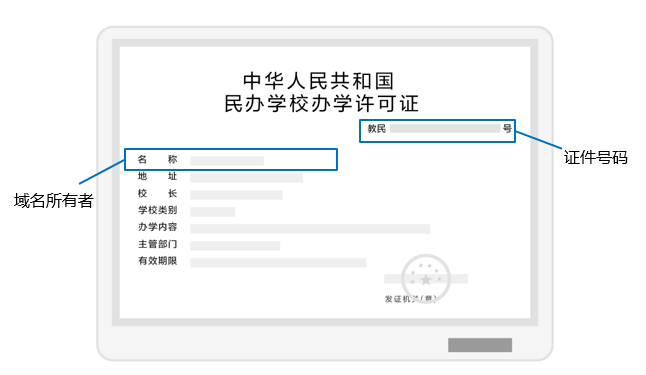 中华人民共和国
民办学校办学许可证
教民 号
证件号码
名 称
域名所有者
地 址
校 长
学校类别
办学内容
主管部门
有效期限
发证机关(章)